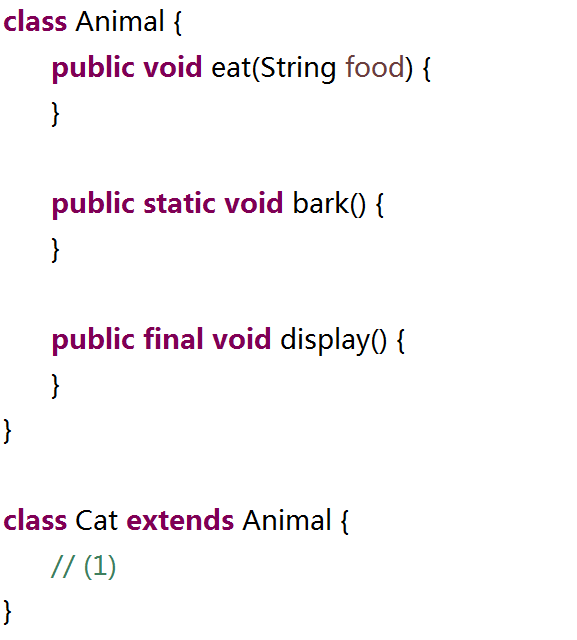 class Animal {
public void eat(String food) {
}
public static void bark() {
}
public final void display() {
}
}
class Cat extends Animal {
// (1)
}